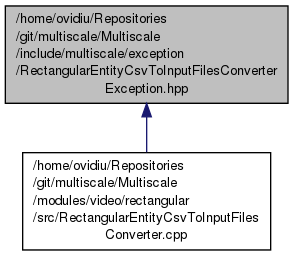 /home/ovidiu/Repositories
/git/multiscale/Multiscale
/include/multiscale/exception
/RectangularEntityCsvToInputFilesConverter
Exception.hpp
/home/ovidiu/Repositories
/git/multiscale/Multiscale
/modules/video/rectangular
/src/RectangularEntityCsvToInputFiles
Converter.cpp